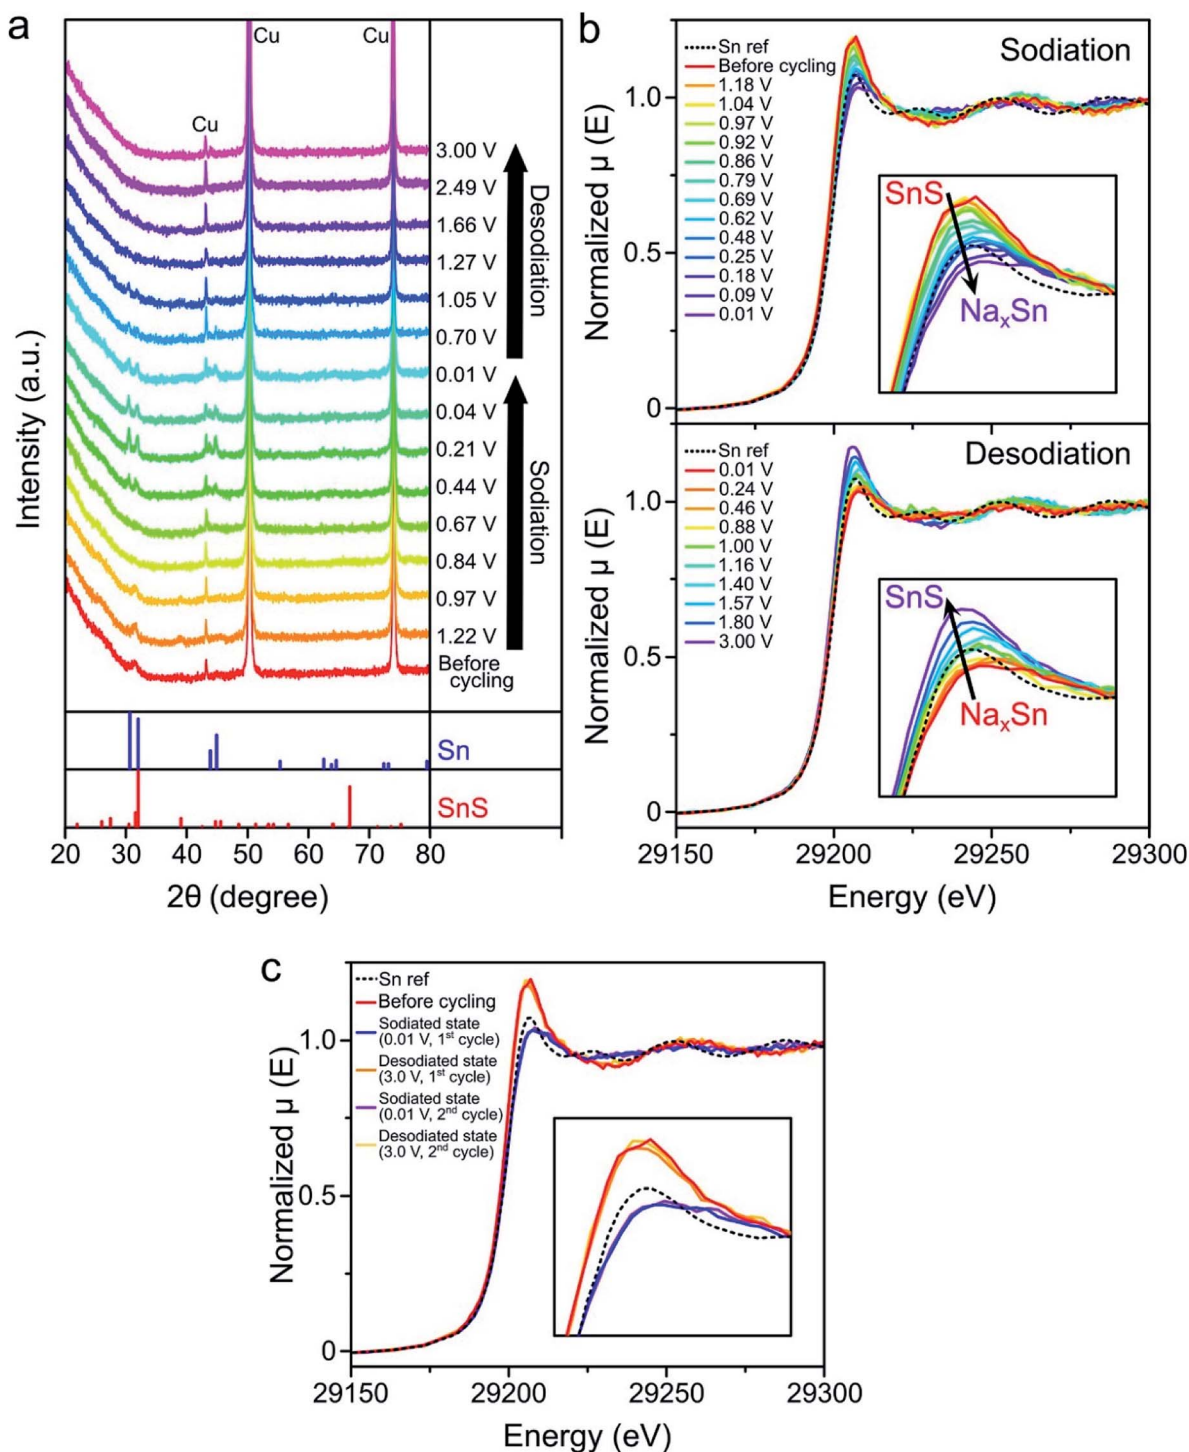 a
Intensity (a.u.)
Cu
Cu
Cu
3.00 V
2.49 V
1.66 V
1.27 V
1.05 V
0.70 V
0.01 V
0.04 V
0.21 V
0.44 V
0.67 V
0.84 V
0.97 V
1.22 V
Before
cycling
Desodiation
Sodiation
Sn
SnS
20 30 40 50 60 70 80
2θ (degree)
b
Normalized μ (E)
1.0
0.5
0
Sn ref
Before cycling
1.18 V
1.04 V
0.97 V
0.92 V
0.86 V
0.79 V
0.69 V
0.62 V
0.48 V
0.25 V
0.18 V
0.09 V
0.01 V
Sodiation
SnS
NaₓSn
Normalized μ (E)
1.0
0.5
0
Sn ref
0.01 V
0.24 V
0.46 V
0.88 V
1.00 V
1.16 V
1.40 V
1.57 V
1.80 V
3.00 V
Desodiation
SnS
NaₓSn
29150 29200 29250 29300
Energy (eV)
c
Normalized μ (E)
1.0
0.5
0
Sn ref
Before cycling
Sodiated state
(0.01 V, 1st cycle)
Desodiated state
(3.0 V, 1st cycle)
Sodiated state
(0.01 V, 2nd cycle)
Desodiated state
(3.0 V, 2nd cycle)
29150 29200 29250 29300
Energy (eV)